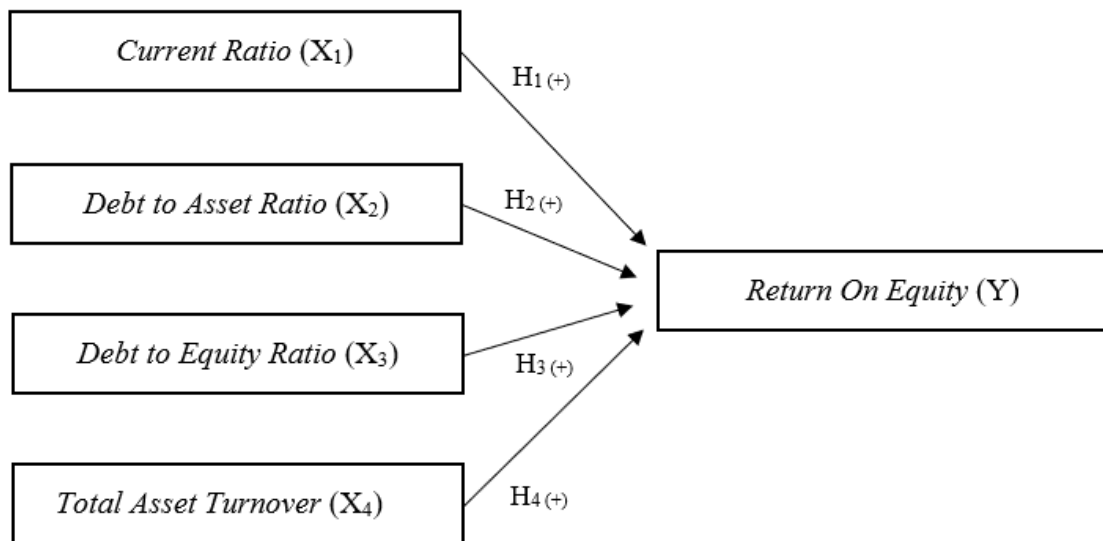 Current Ratio (X₁)
H₁ (+)
Debt to Asset Ratio (X₂)
H₂ (+)
Return On Equity (Y)
Debt to Equity Ratio (X₃)
H₃ (+)
Total Asset Turnover (X₄)
H₄ (+)